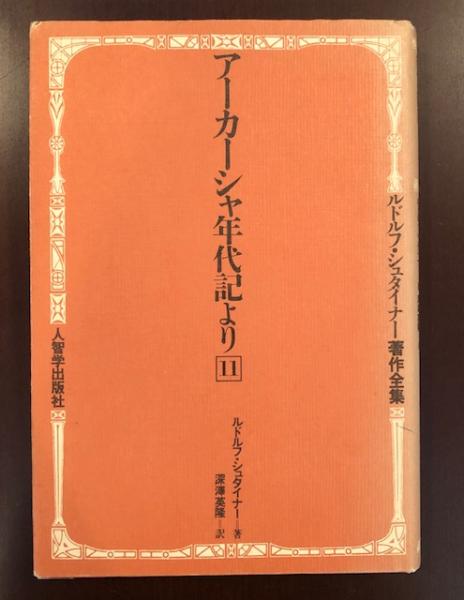 ルドルフ・シュタイナー著作全集
アーカーシャ年代記より 11
ルドルフ・シュタイナー―著
深澤英隆―訳
人智学出版社